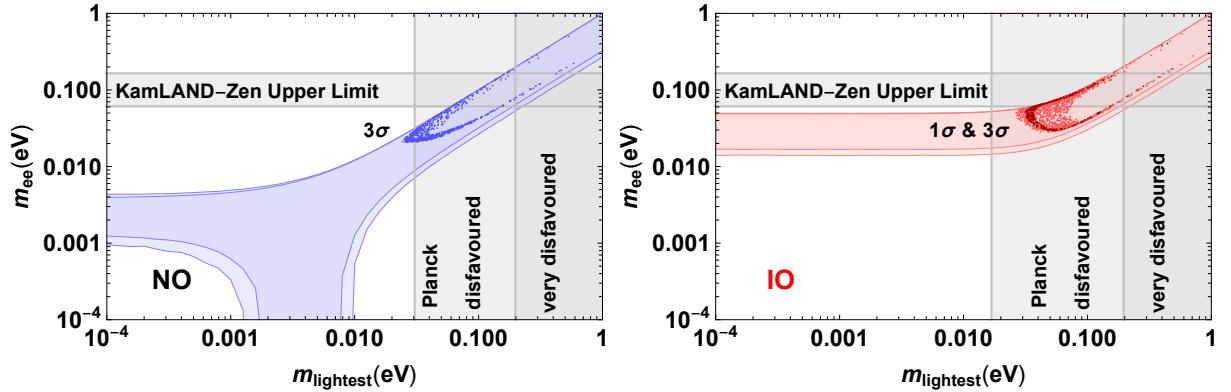 1
0.100
0.010
0.001
10⁻⁴
m_ee(eV)
KamLAND–Zen Upper Limit
3σ
NO
Planck
disfavoured
very disfavoured
10⁻⁴
0.001
0.010
0.100
1
m_lightest(eV)
1
0.100
0.010
0.001
10⁻⁴
m_ee(eV)
KamLAND–Zen Upper Limit
1σ & 3σ
IO
Planck
disfavoured
very disfavoured
10⁻⁴
0.001
0.010
0.100
1
m_lightest(eV)